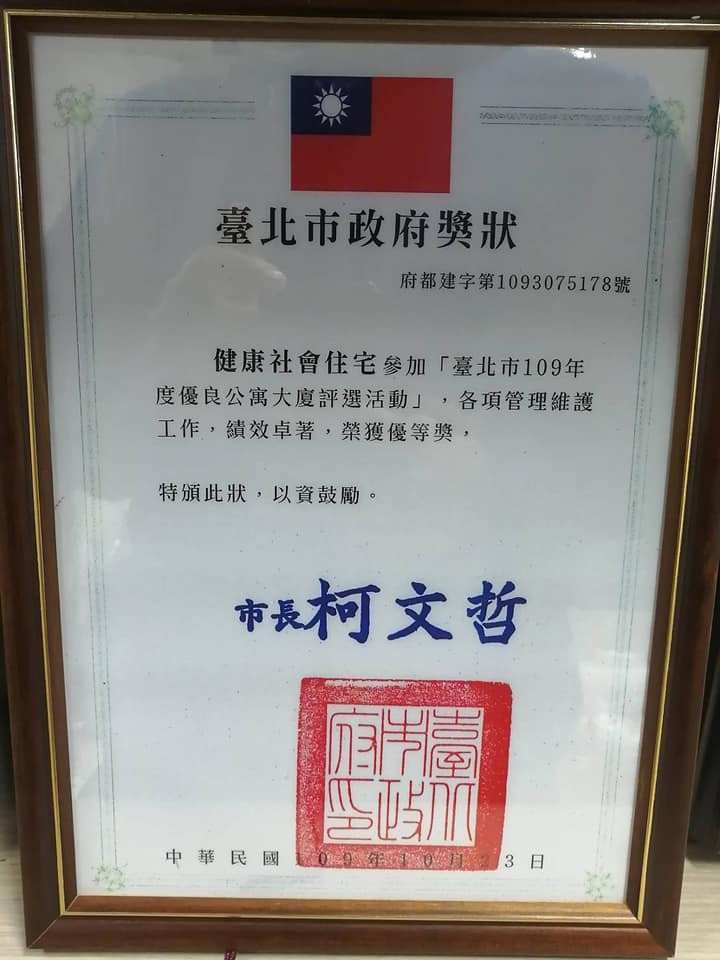 臺北市政府獎狀
府都建字第1093075178號
健康社會住宅參加「臺北市109年
度優良公寓大廈評選活動」，各項管理維護
工作，績效卓著，榮獲優等獎，
特頒此狀，以資鼓勵。
市長柯文哲
臺北市政府印
中華民國109年10月23日